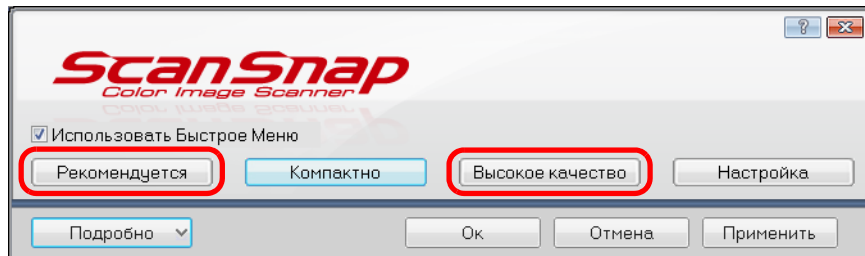 ScanSnap
Color Image Scanner
Использовать Быстрое Меню
Рекомендуется Компактно Высокое качество Настройка
Подробно Ок Отмена Применить